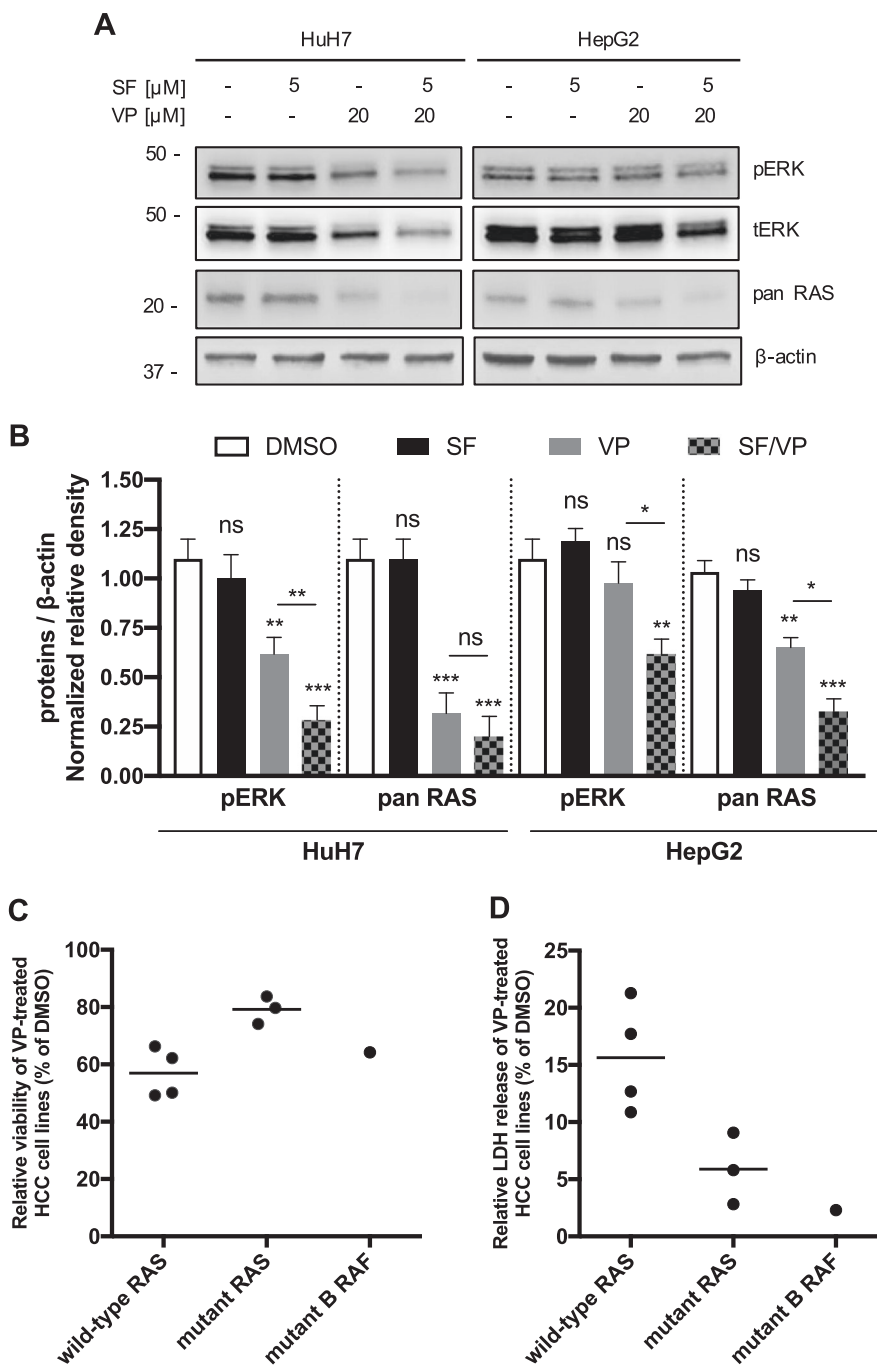 A
HuH7 HepG2
SF [µM] - 5 - 5 - 5 - 5
VP [µM] - - 20 20 - - 20 20
50 - pERK
50 - tERK
20 - pan RAS
37 - β-actin
B
DMSO SF VP SF/VP
proteins / β-actin
Normalized relative density
1.50
1.25
1.00
0.75
0.50
0.25
0.00
ns ns ns ns ns
** ** *** *** *** ns * ** ** * ***
pERK pan RAS pERK pan RAS
HuH7 HepG2
C
Relative viability of VP-treated
HCC cell lines (% of DMSO)
100
80
60
40
20
0
wild-type RAS
mutant RAS
mutant B RAF
D
Relative LDH release of VP-treated
HCC cell lines (% of DMSO)
25
20
15
10
5
0
wild-type RAS
mutant RAS
mutant B RAF